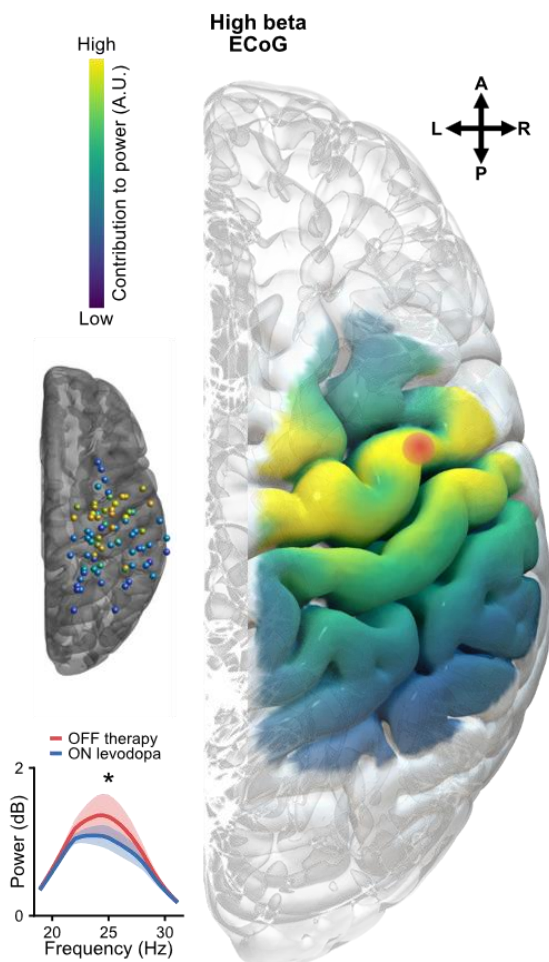 High beta
ECoG
High
Contribution to power (A.U.)
Low
A
L
R
P
OFF therapy
ON levodopa
*
2
Power (dB)
0
20
25
30
Frequency (Hz)